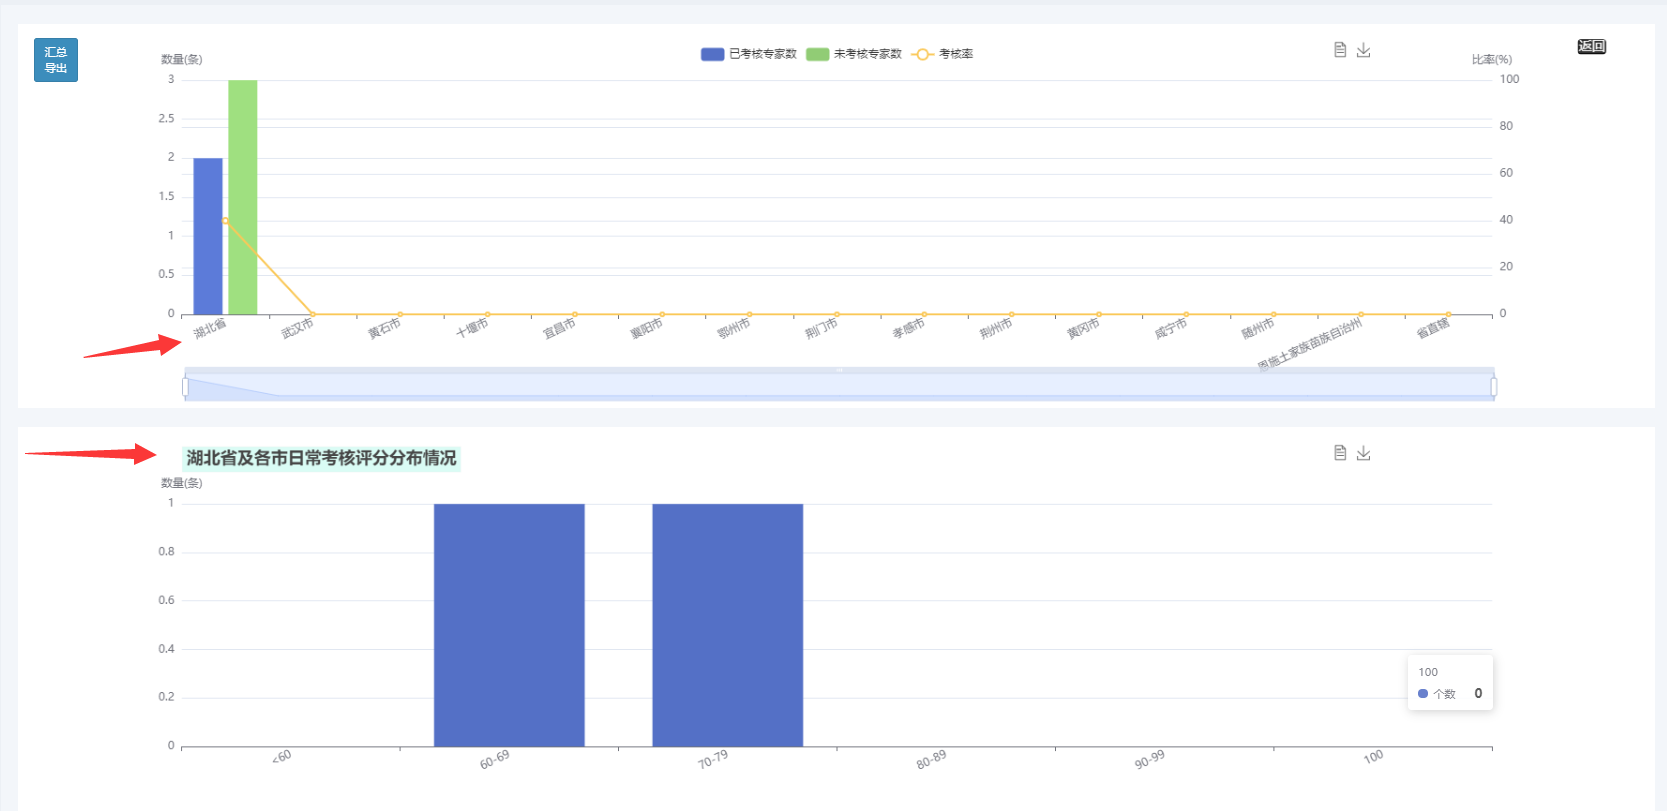 汇总
导出
数量(条)
已考核专家数
未考核专家数
考核率
返回
比率(%)
3
2.5
2
1.5
1
0.5
0
100
80
60
40
20
0
湖北省
武汉市
黄石市
十堰市
宜昌市
襄阳市
鄂州市
荆门市
孝感市
荆州市
黄冈市
咸宁市
随州市
恩施土家族苗族自治州
省直辖
湖北省及各市日常考核评分分布情况
数量(条)
1
0.8
0.6
0.4
0.2
0
<60
60-69
70-79
80-89
90-99
100
100
个数 0